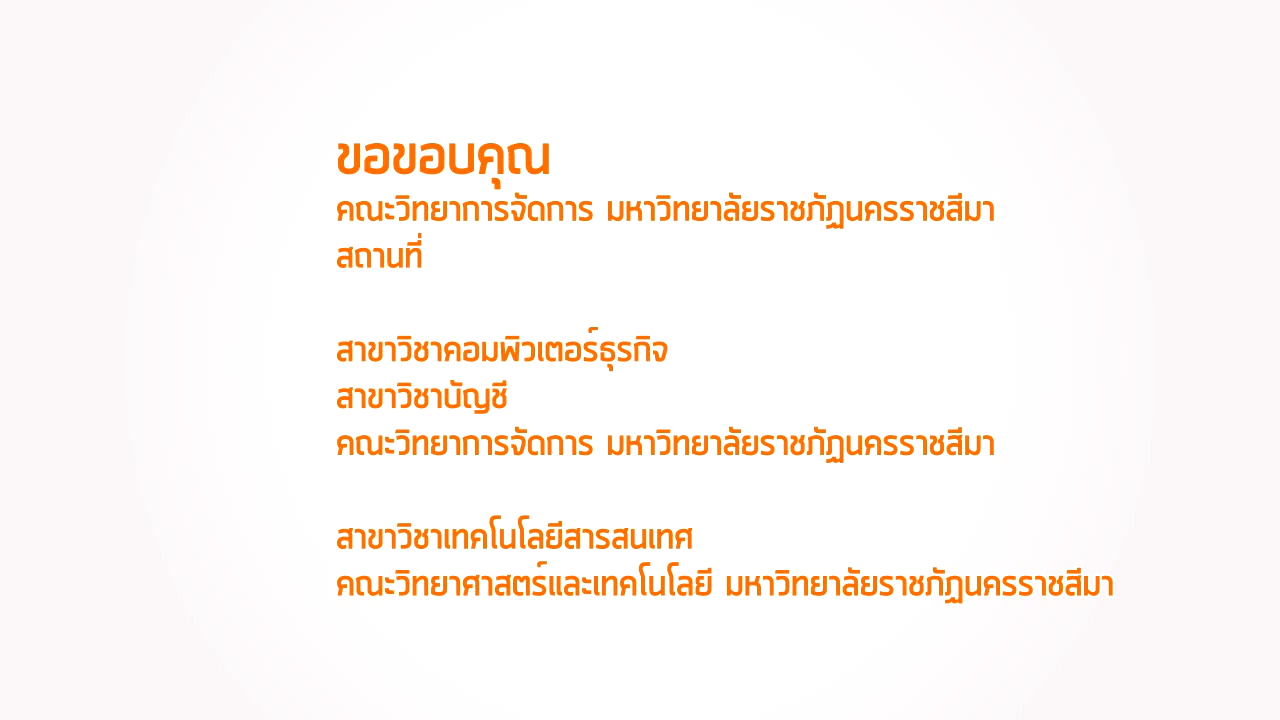 ขอขอบคุณ
คณะวิทยาการจัดการ มหาวิทยาลัยราชภัฏนครราชสีมา
สถานที่
สาขาวิชาคอมพิวเตอร์ธุรกิจ
สาขาวิชาบัญชี
คณะวิทยาการจัดการ มหาวิทยาลัยราชภัฏนครราชสีมา
สาขาวิชาเทคโนโลยีสารสนเทศ
คณะวิทยาศาสตร์และเทคโนโลยี มหาวิทยาลัยราชภัฏนครราชสีมา